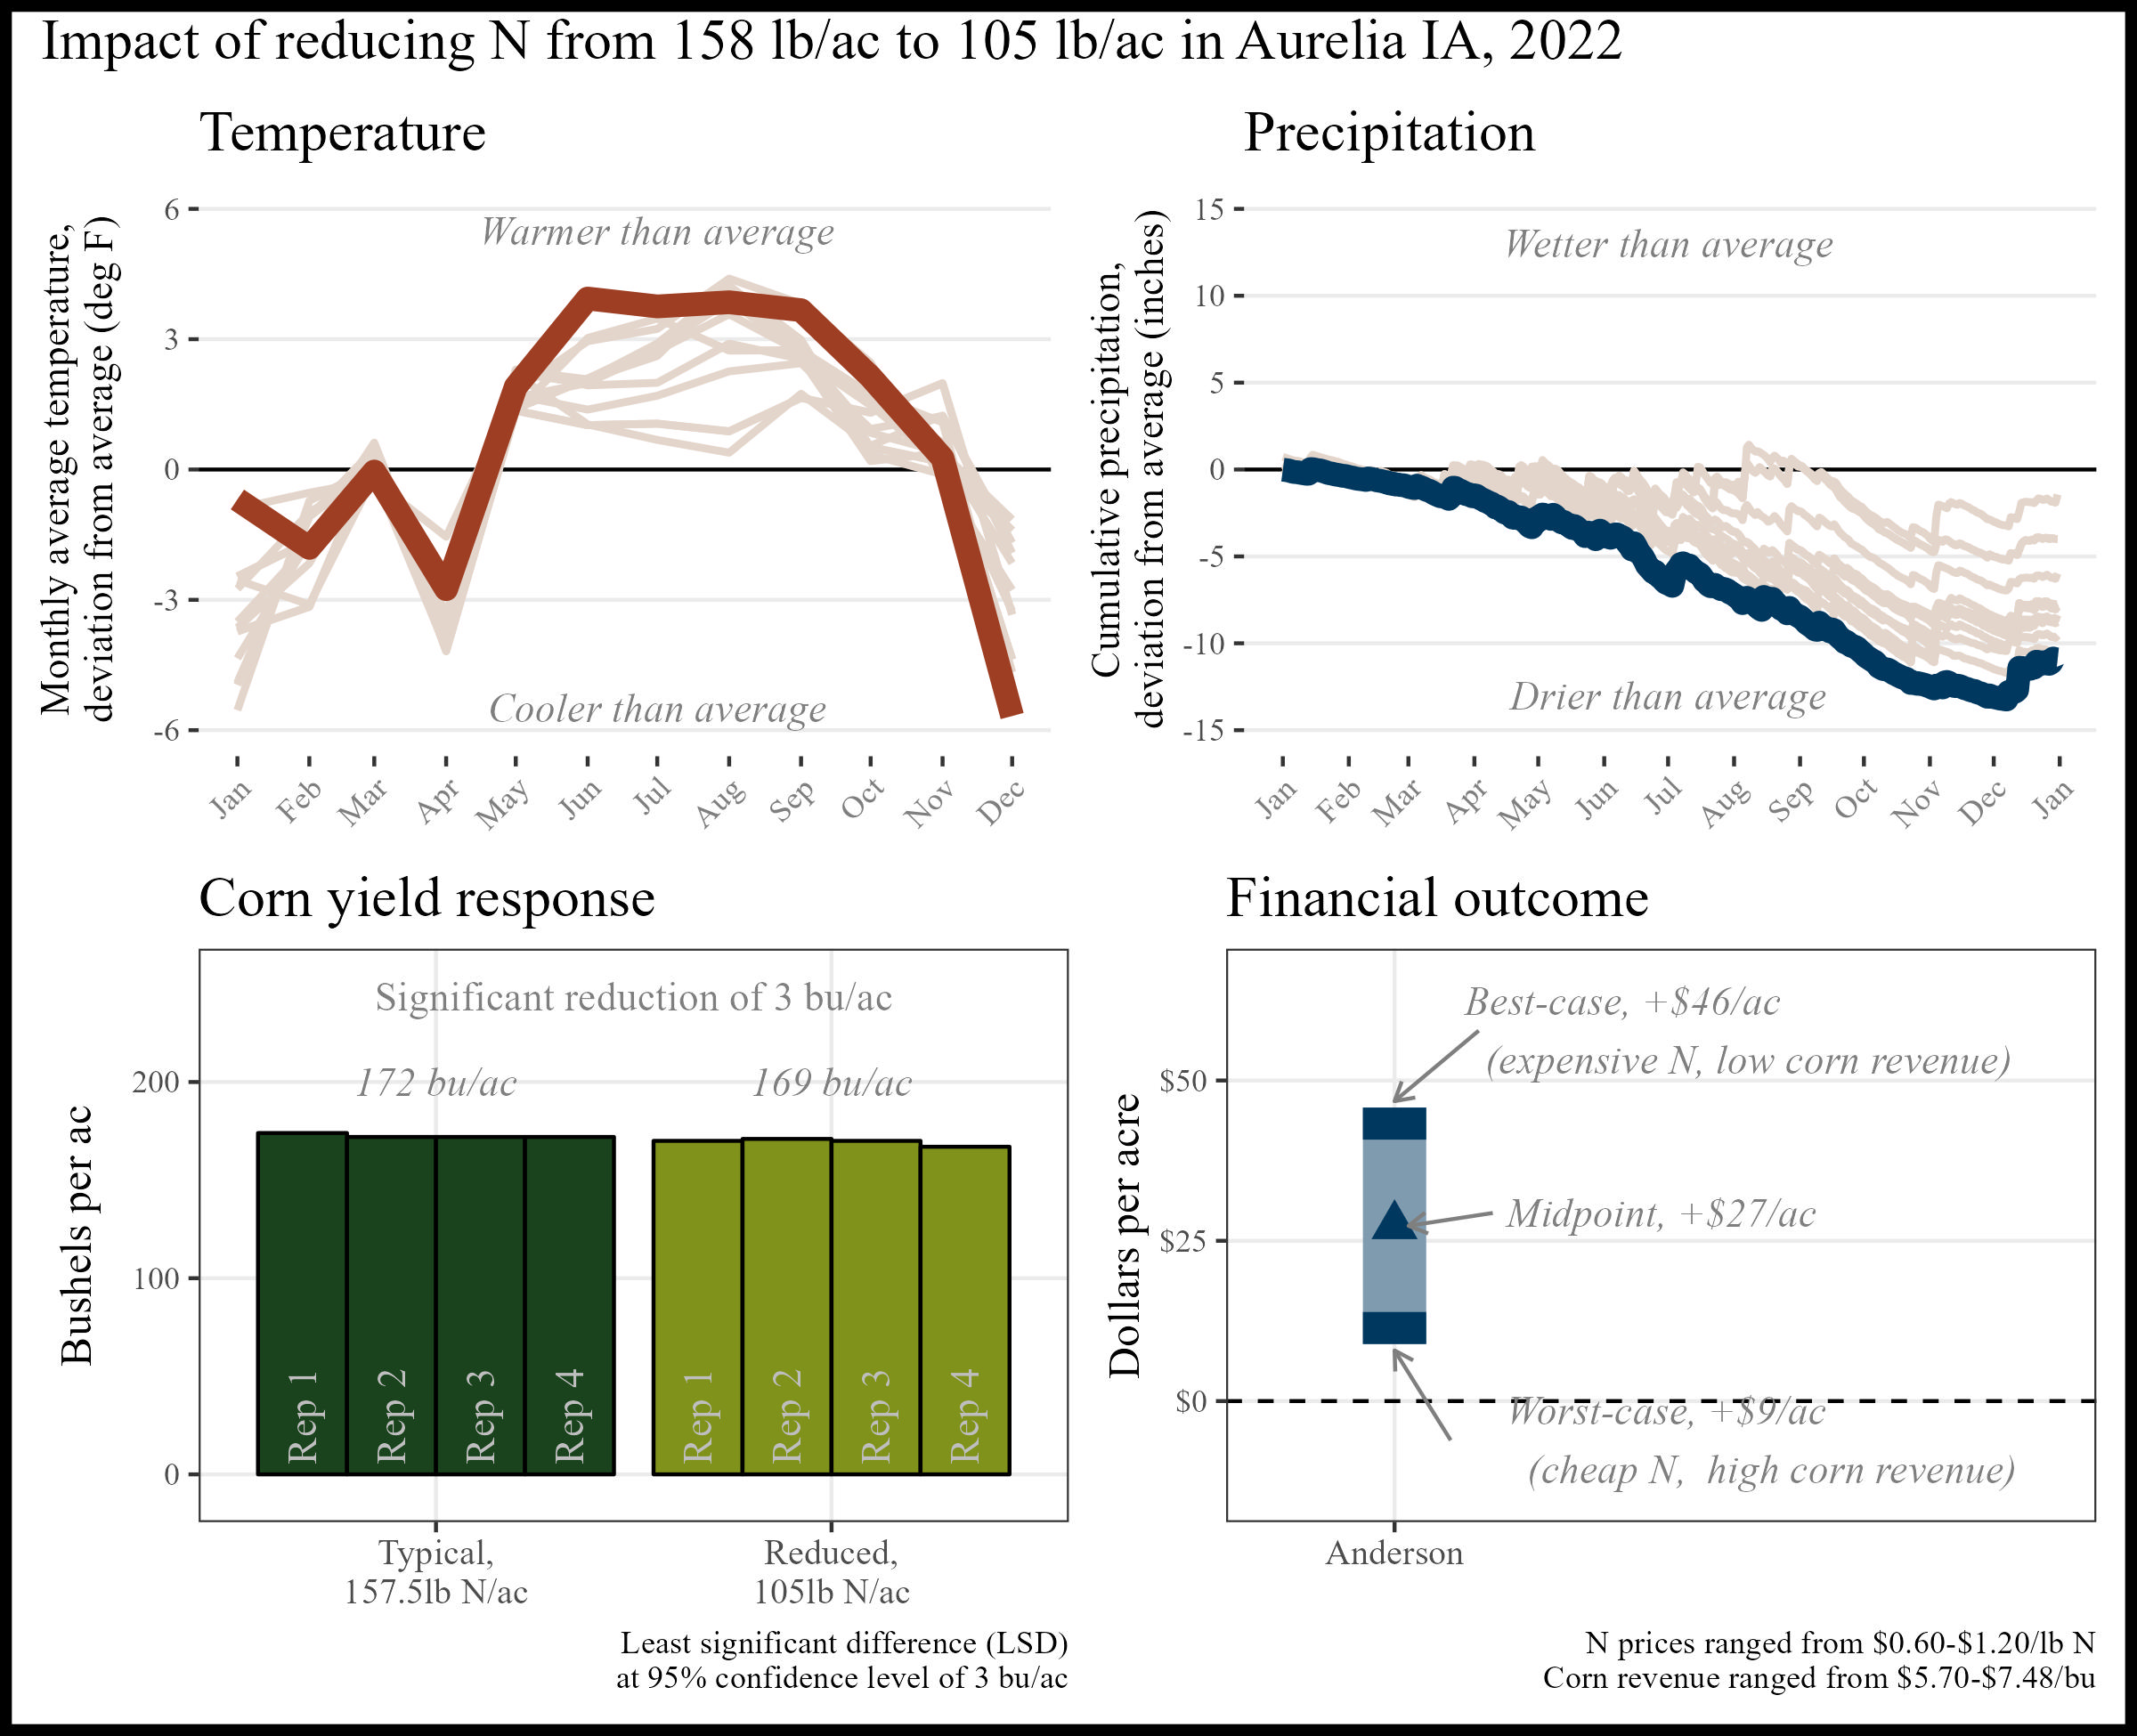 Impact of reducing N from 158 lb/ac to 105 lb/ac in Aurelia IA, 2022
Temperature
Monthly average temperature,
deviation from average (deg F)
6
3
0
-3
-6
Warmer than average
Cooler than average
Jan
Feb
Mar
Apr
May
Jun
Jul
Aug
Sep
Oct
Nov
Dec
Precipitation
Cumulative precipitation,
deviation from average (inches)
15
10
5
0
-5
-10
-15
Wetter than average
Drier than average
Jan
Feb
Mar
Apr
May
Jun
Jul
Aug
Sep
Oct
Nov
Dec
Jan
Corn yield response
Bushels per ac
200
100
0
Significant reduction of 3 bu/ac
172 bu/ac
169 bu/ac
Rep 1
Rep 2
Rep 3
Rep 4
Rep 1
Rep 2
Rep 3
Rep 4
Typical,
157.5lb N/ac
Reduced,
105lb N/ac
Least significant difference (LSD)
at 95% confidence level of 3 bu/ac
Financial outcome
Dollars per acre
$50
$25
$0
Best-case, +$46/ac
(expensive N, low corn revenue)
Midpoint, +$27/ac
Worst-case, +$9/ac
(cheap N,  high corn revenue)
Anderson
N prices ranged from $0.60-$1.20/lb N
Corn revenue ranged from $5.70-$7.48/bu